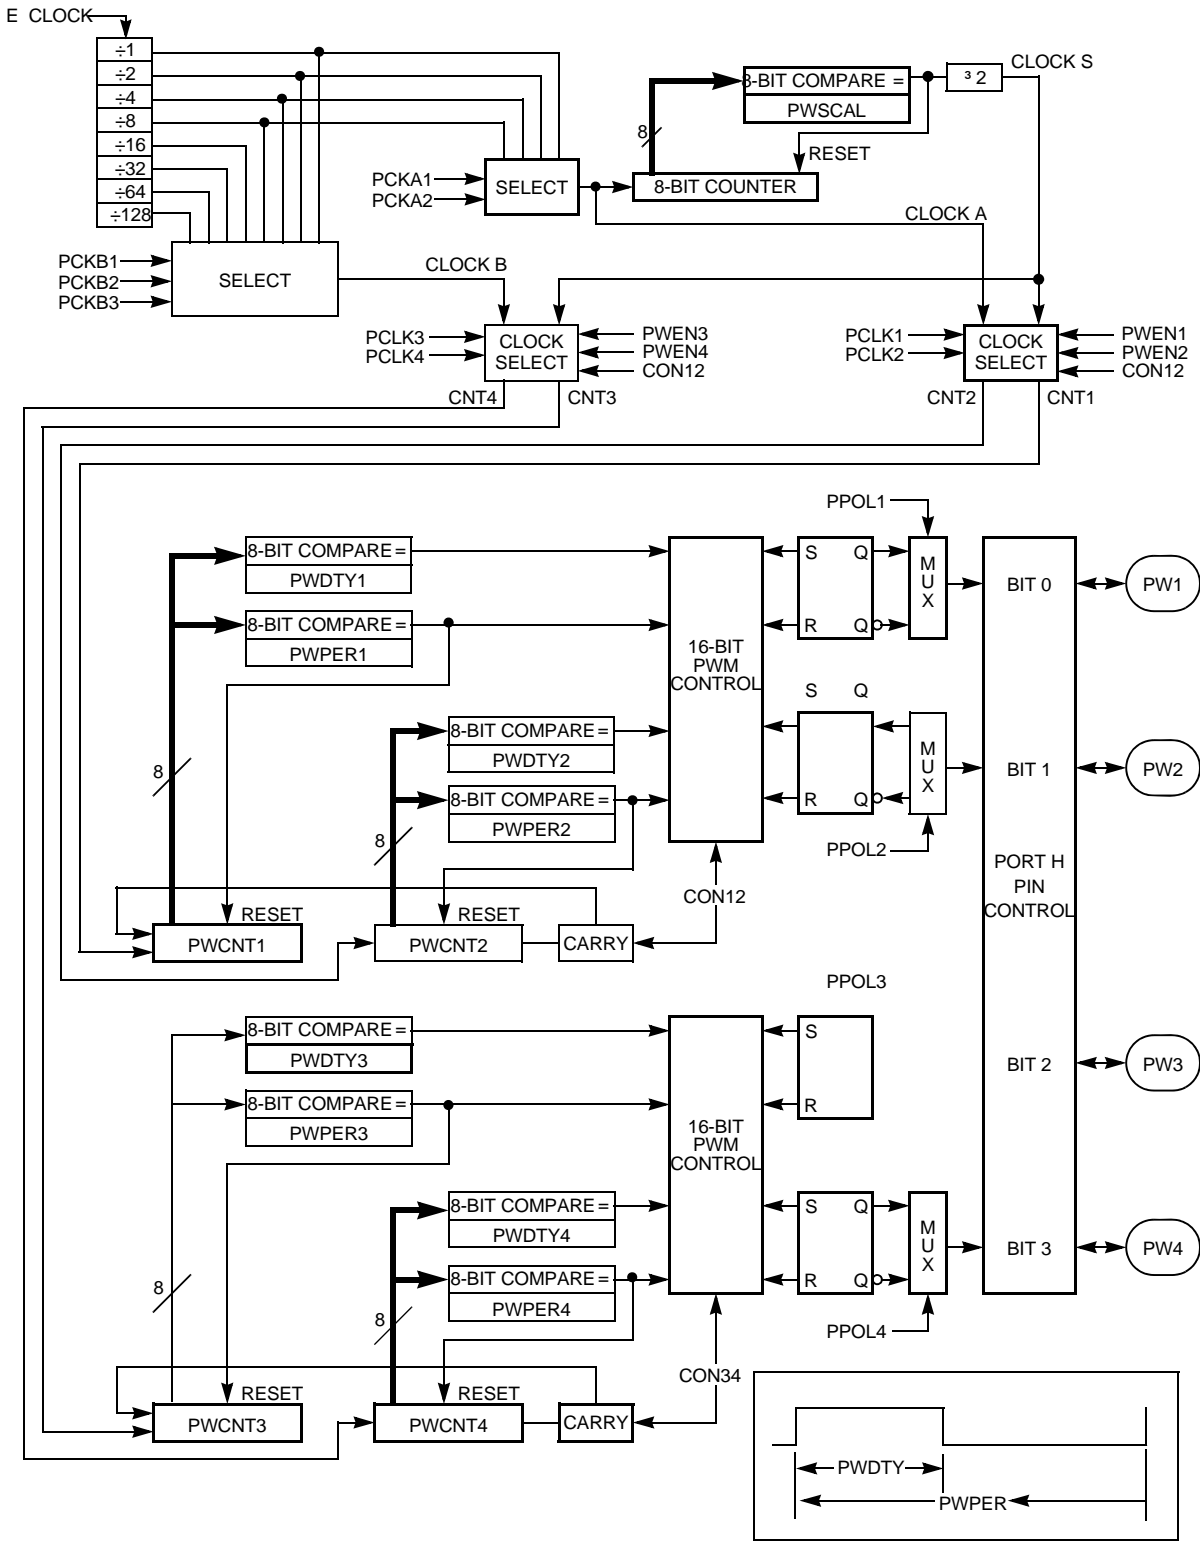 E CLOCK
÷1
÷2
÷4
÷8
÷16
÷32
÷64
÷128
PCKB1
PCKB2
PCKB3
SELECT
PCKA1
PCKA2
SELECT
8-BIT COMPARE =
PWSCAL
³ 2
CLOCK S
8
RESET
8-BIT COUNTER
CLOCK A
CLOCK B
PCLK3
PCLK4
CLOCK
SELECT
PWEN3
PWEN4
CON12
CNT4
CNT3
PCLK1
PCLK2
CLOCK
SELECT
PWEN1
PWEN2
CON12
CNT2
CNT1
8-BIT COMPARE =
PWDTY1
8-BIT COMPARE =
PWPER1
8
8-BIT COMPARE =
PWDTY2
8-BIT COMPARE =
PWPER2
8
RESET
PWCNT1
RESET
PWCNT2
CARRY
CON12
16-BIT
PWM
CONTROL
PPOL1
S Q
R Q
MUX
S Q
R Q
MUX
PPOL2
BIT 0
BIT 1
PORT H
PIN
CONTROL
BIT 2
BIT 3
PW1
PW2
PW3
PW4
PPOL3
8-BIT COMPARE =
PWDTY3
8-BIT COMPARE =
PWPER3
8
8-BIT COMPARE =
PWDTY4
8-BIT COMPARE =
PWPER4
8
RESET
PWCNT3
RESET
PWCNT4
CARRY
CON34
16-BIT
PWM
CONTROL
S
R
S Q
R Q
MUX
PPOL4
PWDTY
PWPER